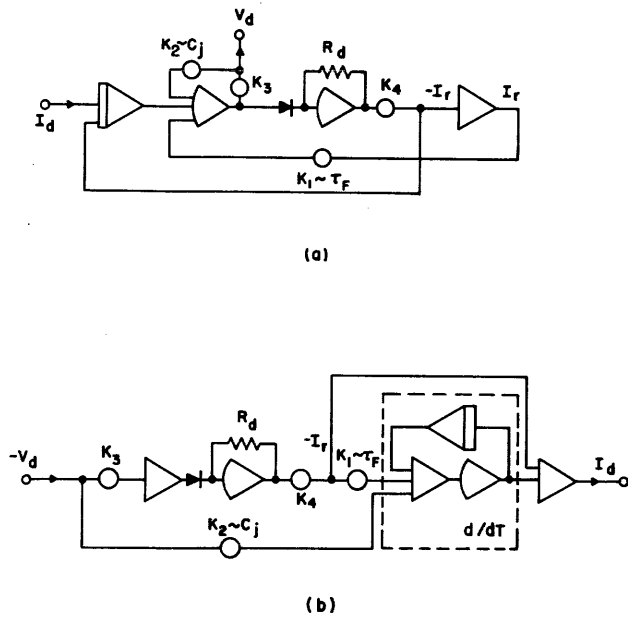 V_d
K_2~C_j
K_3
R_d
K_4
-I_r
I_r
I_d
K_1~τ_F
(a)
-V_d
K_3
R_d
-I_r
K_1~τ_F
K_4
I_d
K_2~C_j
d/dT
(b)